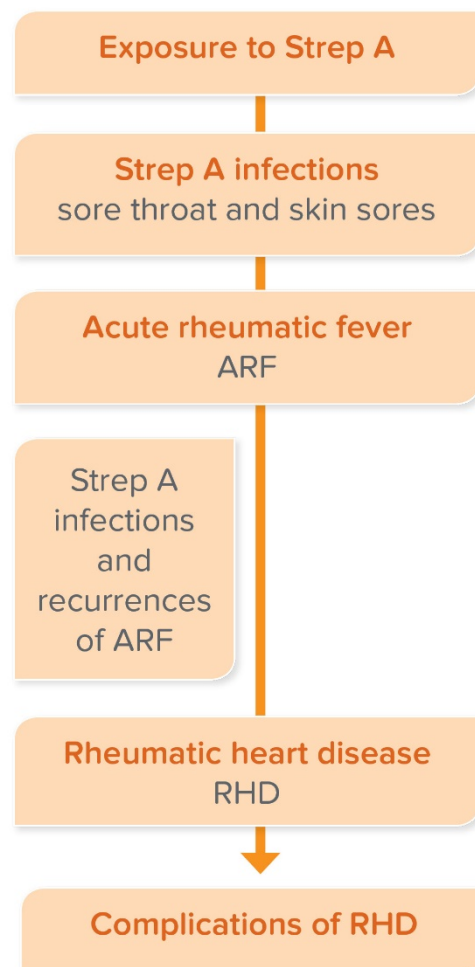 Exposure to Strep A
Strep A infections
sore throat and skin sores
Acute rheumatic fever
ARF
Strep A
infections
and
recurrences
of ARF
Rheumatic heart disease
RHD
Complications of RHD